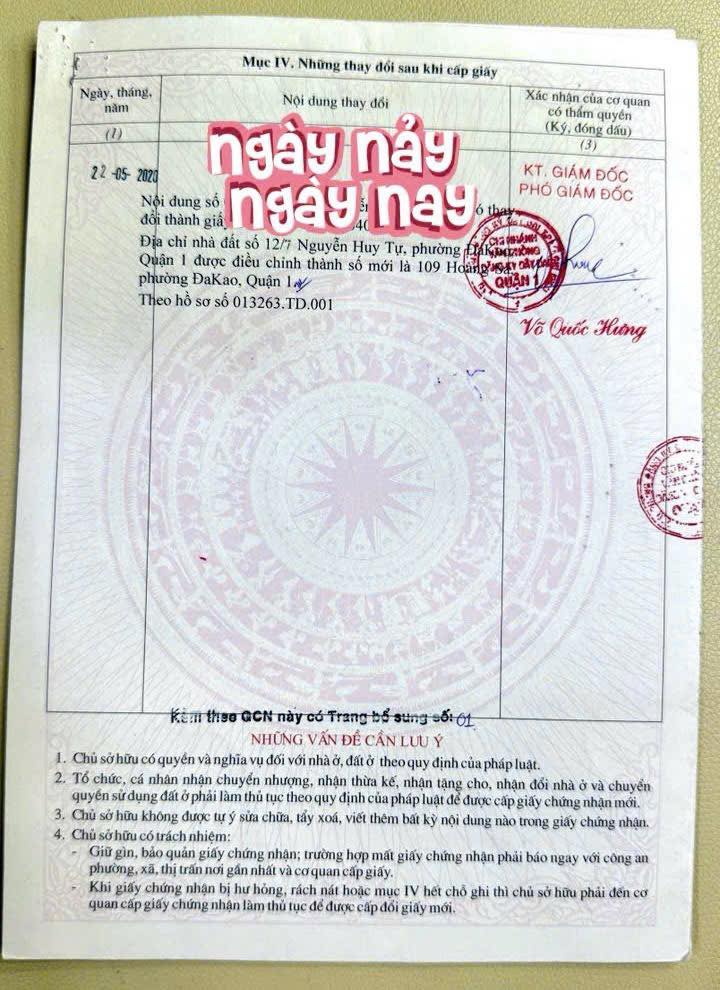 Mục IV. Những thay đổi sau khi cấp giấy
Ngày, tháng, năm
Nội dung thay đổi
Xác nhận của cơ quan có thẩm quyền (Ký, đóng dấu)
(1)
(3)
ngày nảy
ngày nay
22-05-2020
KT. GIÁM ĐỐC
PHÓ GIÁM ĐỐC
Nội dung số
ó thay
đổi thành giấ
Địa chỉ nhà đất số 12/7 Nguyễn Huy Tự, phường ĐaKao,
Quận 1 được điều chỉnh thành số mới là 109 Hoàng Sa,
phường ĐaKao, Quận 1
Theo hồ sơ số 013263.TD.001
CHI NHÁNH
QUẬN 1
Võ Quốc Hưng
Kèm theo GCN này có Trang bổ sung số: 01
NHỮNG VẤN ĐỀ CẦN LƯU Ý
1. Chủ sở hữu có quyền và nghĩa vụ đối với nhà ở, đất ở theo quy định của pháp luật.
2. Tổ chức, cá nhân nhận chuyển nhượng, nhận thừa kế, nhận tặng cho, nhận đổi nhà ở và chuyển
quyền sử dụng đất ở phải làm thủ tục theo quy định của pháp luật để được cấp giấy chứng nhận mới.
3. Chủ sở hữu không được tự ý sửa chữa, tẩy xoá, viết thêm bất kỳ nội dung nào trong giấy chứng nhận.
4. Chủ sở hữu có trách nhiệm:
- Giữ gìn, bảo quản giấy chứng nhận; trường hợp mất giấy chứng nhận phải báo ngay với công an
phường, xã, thị trấn nơi gần nhất và cơ quan cấp giấy.
- Khi giấy chứng nhận bị hư hỏng, rách nát hoặc mục IV hết chỗ ghi thì chủ sở hữu phải đến cơ
quan cấp giấy chứng nhận làm thủ tục để được cấp đổi giấy mới.